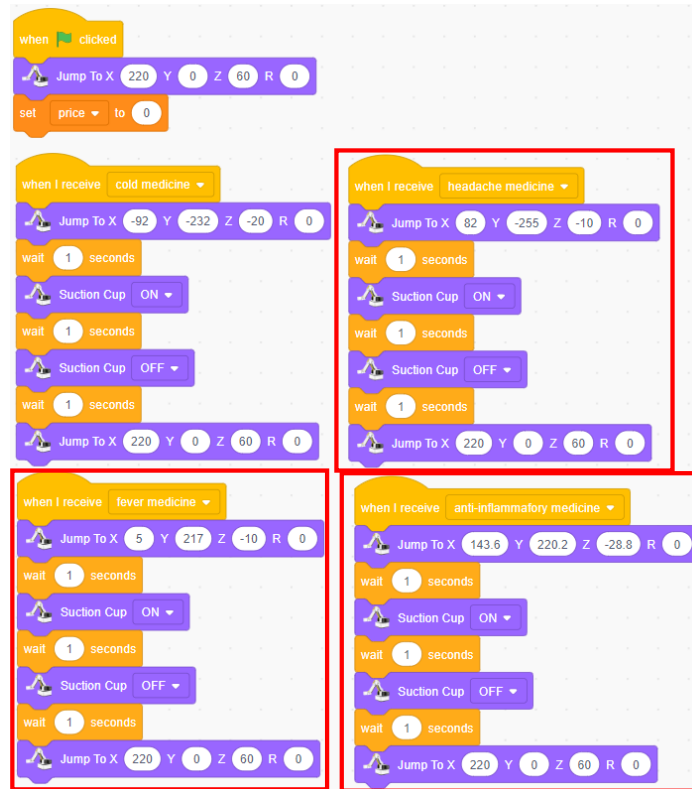 when clicked
Jump To X 220 Y 0 Z 60 R 0
set price to 0
when I receive cold medicine
Jump To X -92 Y -232 Z -20 R 0
wait 1 seconds
Suction Cup ON
wait 1 seconds
Suction Cup OFF
wait 1 seconds
Jump To X 220 Y 0 Z 60 R 0
when I receive headache medicine
Jump To X 82 Y -255 Z -10 R 0
wait 1 seconds
Suction Cup ON
wait 1 seconds
Suction Cup OFF
wait 1 seconds
Jump To X 220 Y 0 Z 60 R 0
when I receive fever medicine
Jump To X 5 Y 217 Z -10 R 0
wait 1 seconds
Suction Cup ON
wait 1 seconds
Suction Cup OFF
wait 1 seconds
Jump To X 220 Y 0 Z 60 R 0
when I receive anti-inflammafory medicine
Jump To X 143.6 Y 220.2 Z -28.8 R 0
wait 1 seconds
Suction Cup ON
wait 1 seconds
Suction Cup OFF
wait 1 seconds
Jump To X 220 Y 0 Z 60 R 0